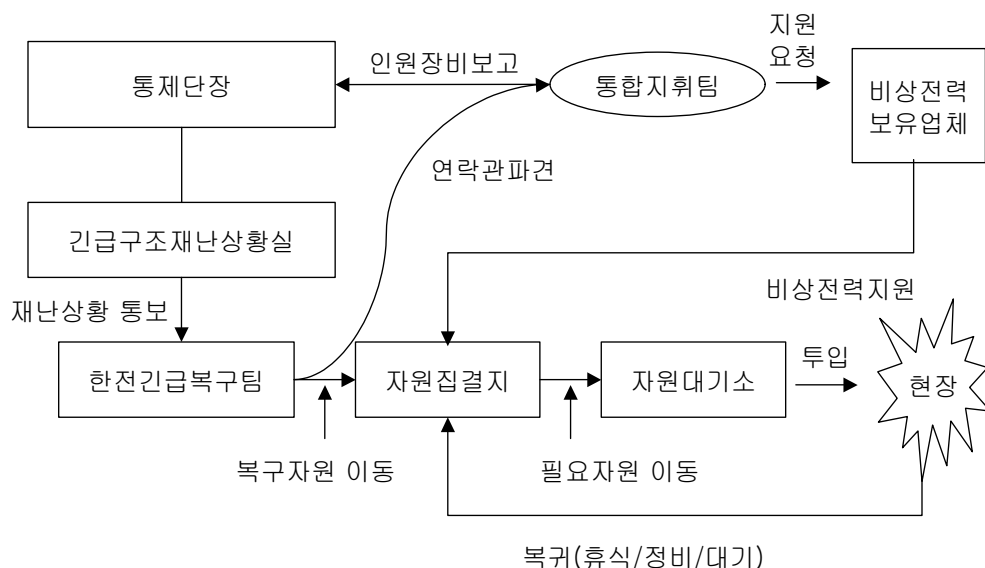 지원
요청
인원장비보고
통제단장
통합지휘팀
비상전력
보유업체
연락관파견
긴급구조재난상황실
재난상황 통보
비상전력지원
투입
한전긴급복구팀
자원집결지
자원대기소
현장
복구자원 이동
필요자원 이동
복귀(휴식/정비/대기)